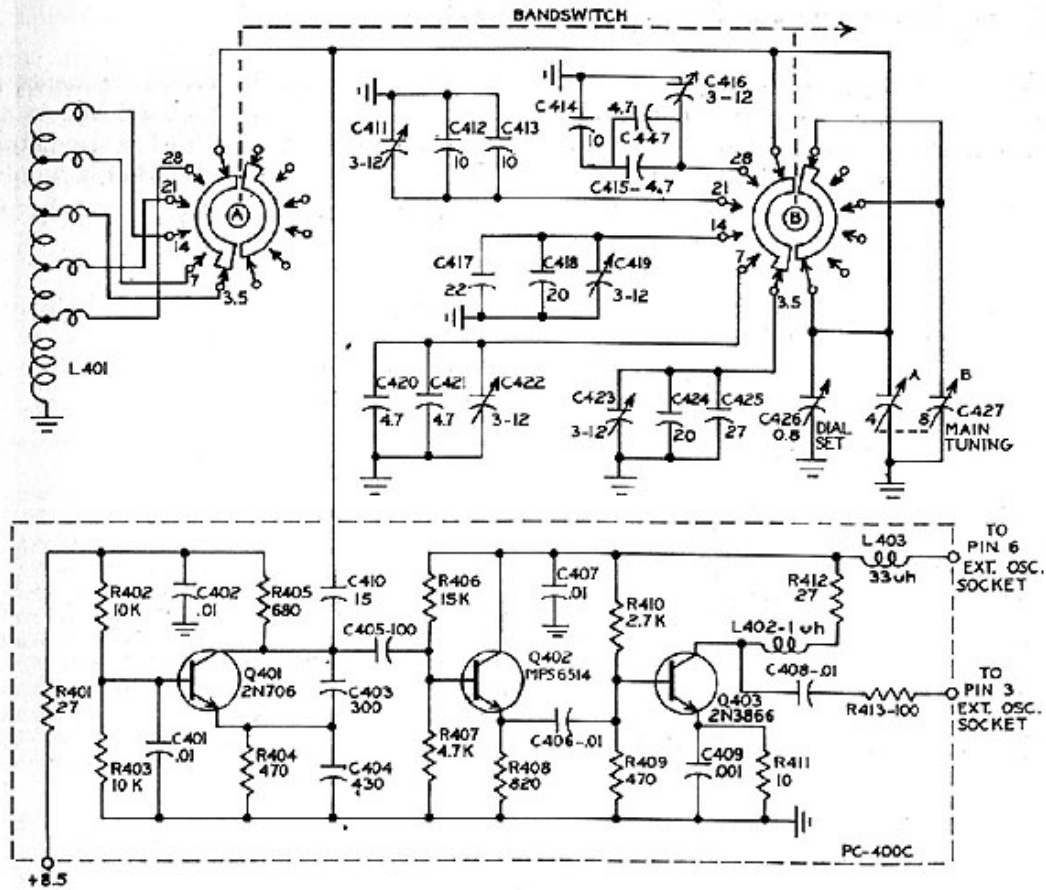 BANDSWITCH
C416
3-12
C414
10
4.7
C447
C411
3-12
C412
10
C413
10
C415-4.7
28
21
14
7
3.5
A
28
21
14
7
3.5
B
L401
C417
22
C418
20
C419
3-12
C420
4.7
C421
4.7
C422
3-12
C423
3-12
C424
20
C425
27
C426
0.8
DIAL
SET
A
4
B
8
C427
MAIN
TUNING
TO
PIN 6
EXT. OSC.
SOCKET
L403
33uh
R402
10K
C402
.01
R405
680
C410
15
R406
15K
C407
.01
R410
2.7K
R412
27
L402-1uh
C405-100
Q401
2N706
Q402
MPS6514
Q403
2N3866
C408-.01
R413-100
TO
PIN 3
EXT. OSC.
SOCKET
R401
27
C403
300
R403
10K
C401
.01
R404
470
C404
430
R407
4.7K
R408
820
C406-.01
R409
470
C409
.001
R411
10
PC-400C
+8.5